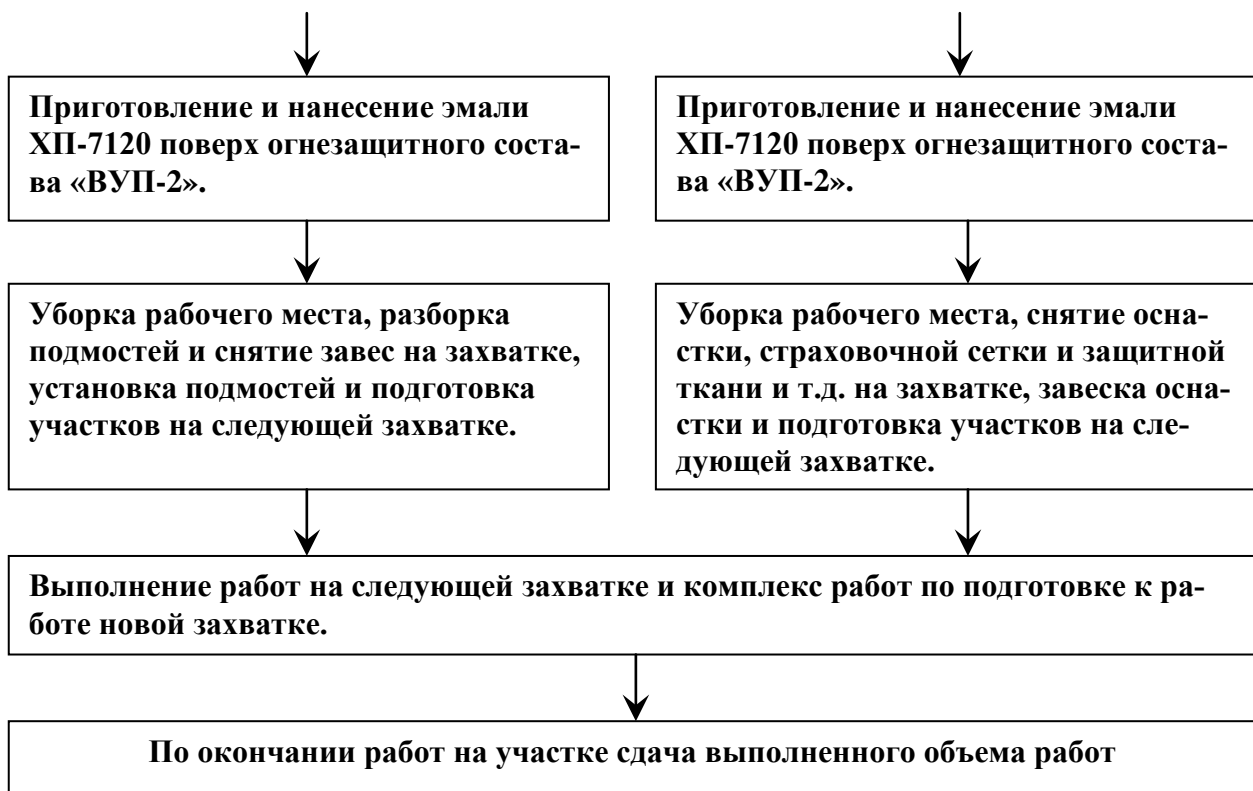 Приготовление и нанесение эмали
ХП-7120 поверх огнезащитного соста-
ва «ВУП-2».
Приготовление и нанесение эмали
ХП-7120 поверх огнезащитного соста-
ва «ВУП-2».
Уборка рабочего места, разборка
подмостей и снятие завес на захватке,
установка подмостей и подготовка
участков на следующей захватке.
Уборка рабочего места, снятие осна-
стки, страховочной сетки и защитной
ткани и т.д. на захватке, завеска осна-
стки и подготовка участков на сле-
дующей захватке.
Выполнение работ на следующей захватке и комплекс работ по подготовке к ра-
боте новой захватке.
По окончании работ на участке сдача выполненного объема работ